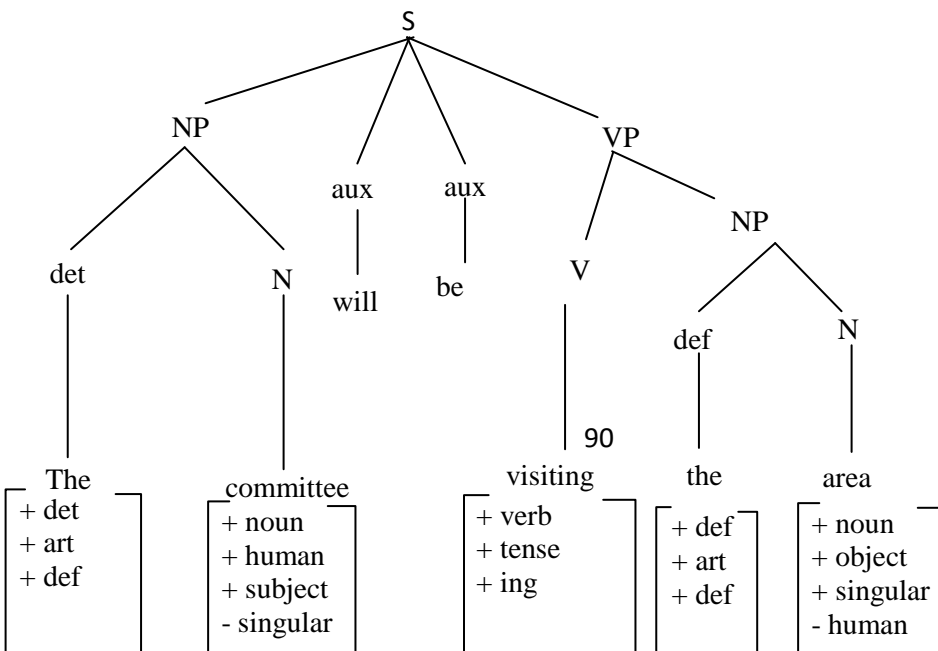 S
NP
VP
aux aux
NP
det N V
will be
def N
90
The committee visiting the area
+ det
+ art
+ def
+ noun
+ human
+ subject
- singular
+ verb
+ tense
+ ing
+ def
+ art
+ def
+ noun
+ object
+ singular
- human